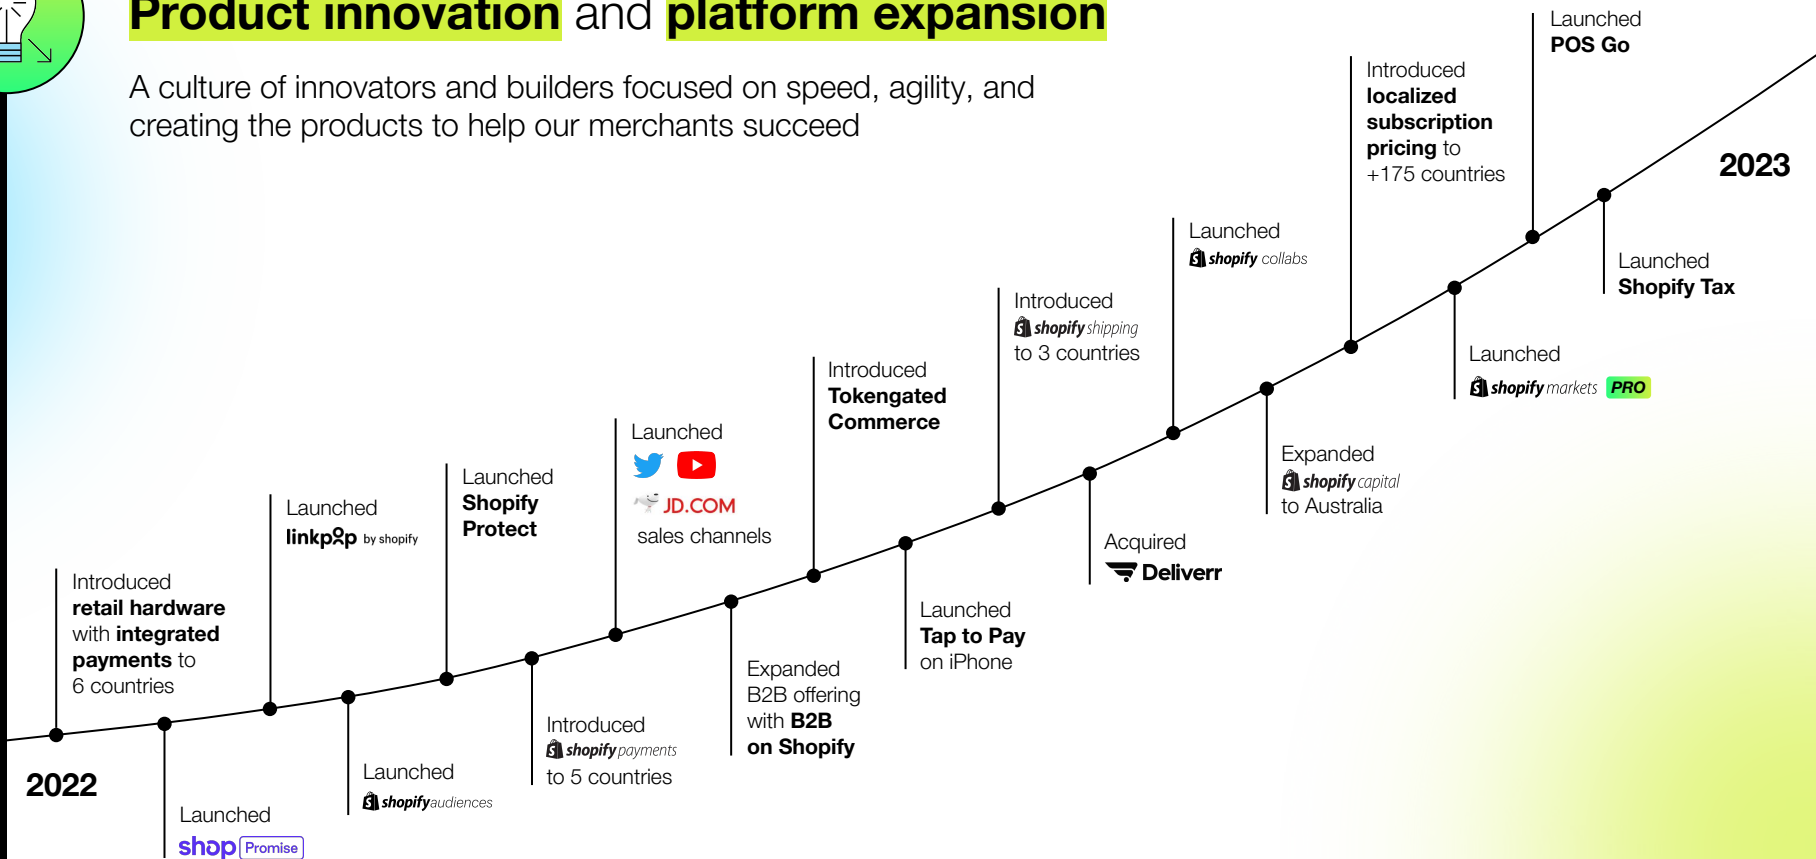 Product innovation and platform expansion
A culture of innovators and builders focused on speed, agility, and
creating the products to help our merchants succeed
2022
Introduced
retail hardware
with integrated
payments to
6 countries
Launched
shop Promise
Launched
linkpop by shopify
Launched
shopify audiences
Launched
Shopify
Protect
Introduced
shopify payments
to 5 countries
Launched
JD.COM
sales channels
Expanded
B2B offering
with B2B
on Shopify
Introduced
Tokengated
Commerce
Launched
Tap to Pay
on iPhone
Introduced
shopify shipping
to 3 countries
Acquired
Deliverr
Launched
shopify collabs
Expanded
shopify capital
to Australia
Introduced
localized
subscription
pricing to
+175 countries
Launched
shopify markets PRO
Launched
POS Go
Launched
Shopify Tax
2023